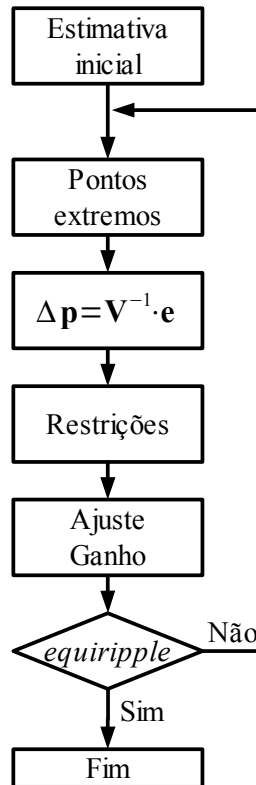 Estimativa
inicial
Pontos
extremos
Δp=V⁻¹·e
Restrições
Ajuste
Ganho
equiripple
Não
Sim
Fim